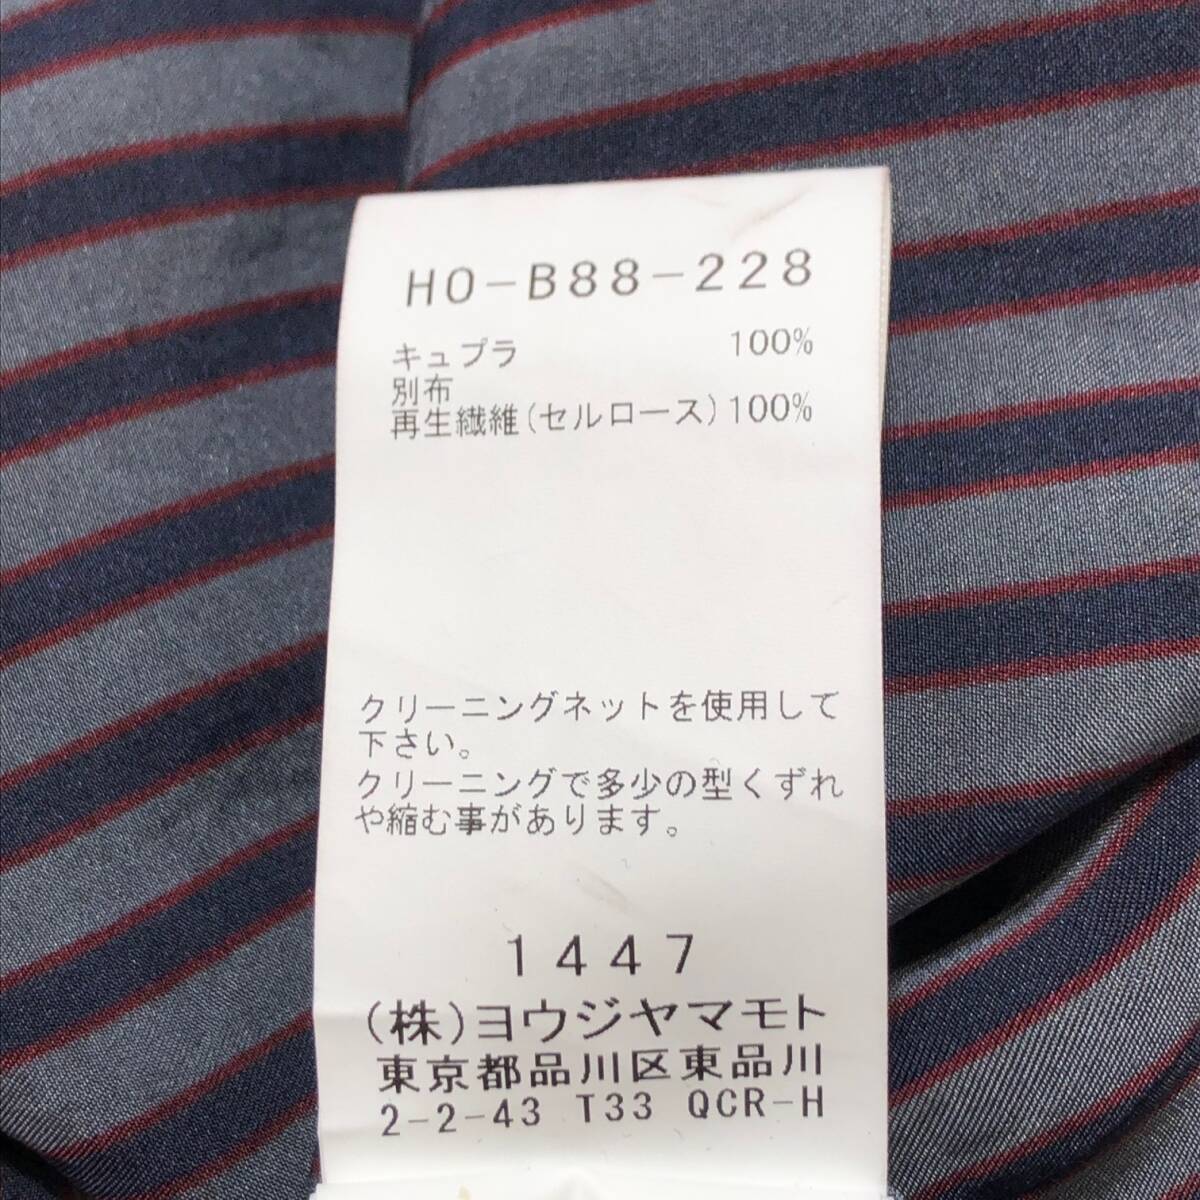 HO-B88-228
キュプラ 100%
別布
再生繊維(セルロース)100%
クリーニングネットを使用して
下さい。
クリーニングで多少の型くずれ
や縮む事があります。
1447
(株)ヨウジヤマモト
東京都品川区東品川
2-2-43 T33 QCR-H